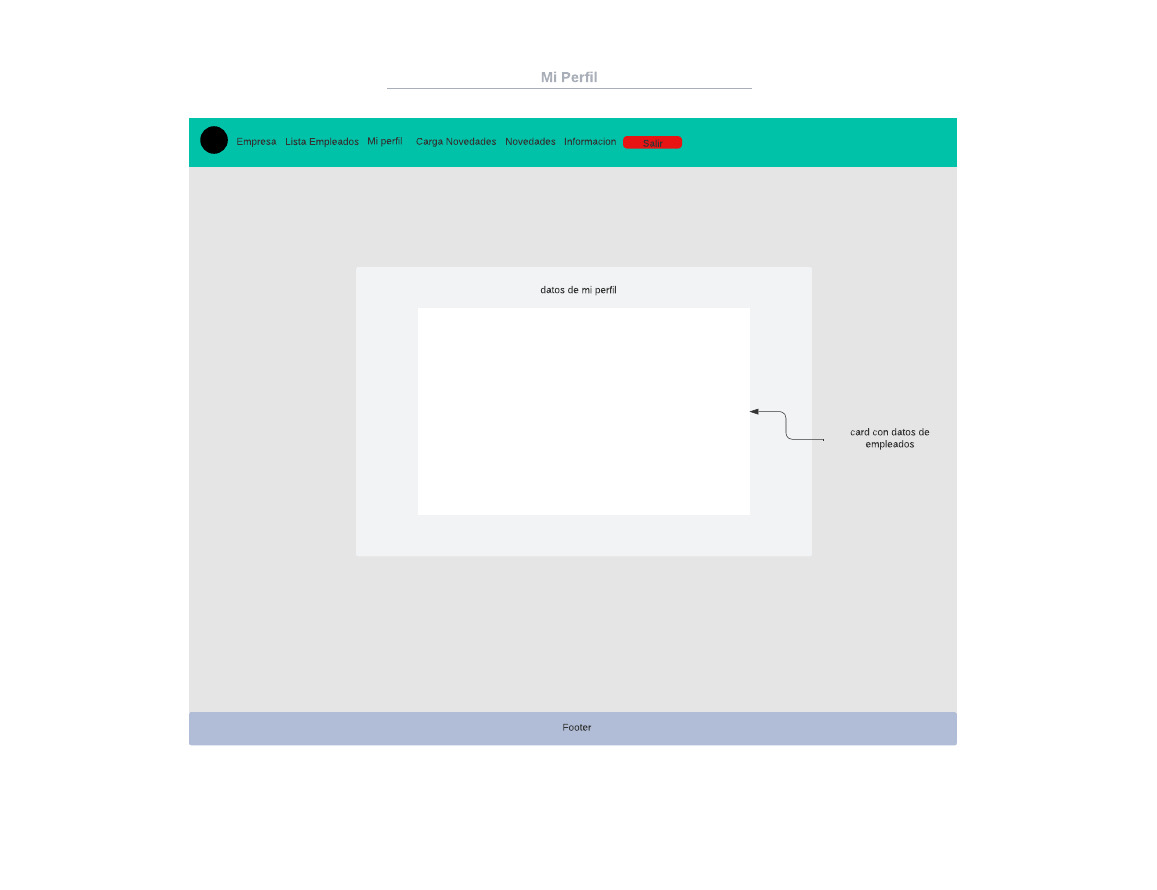 Mi Perfil
Empresa Lista Empleados Mi perfil Carga Novedades Novedades Informacion Salir
datos de mi perfil
card con datos de
empleados
Footer